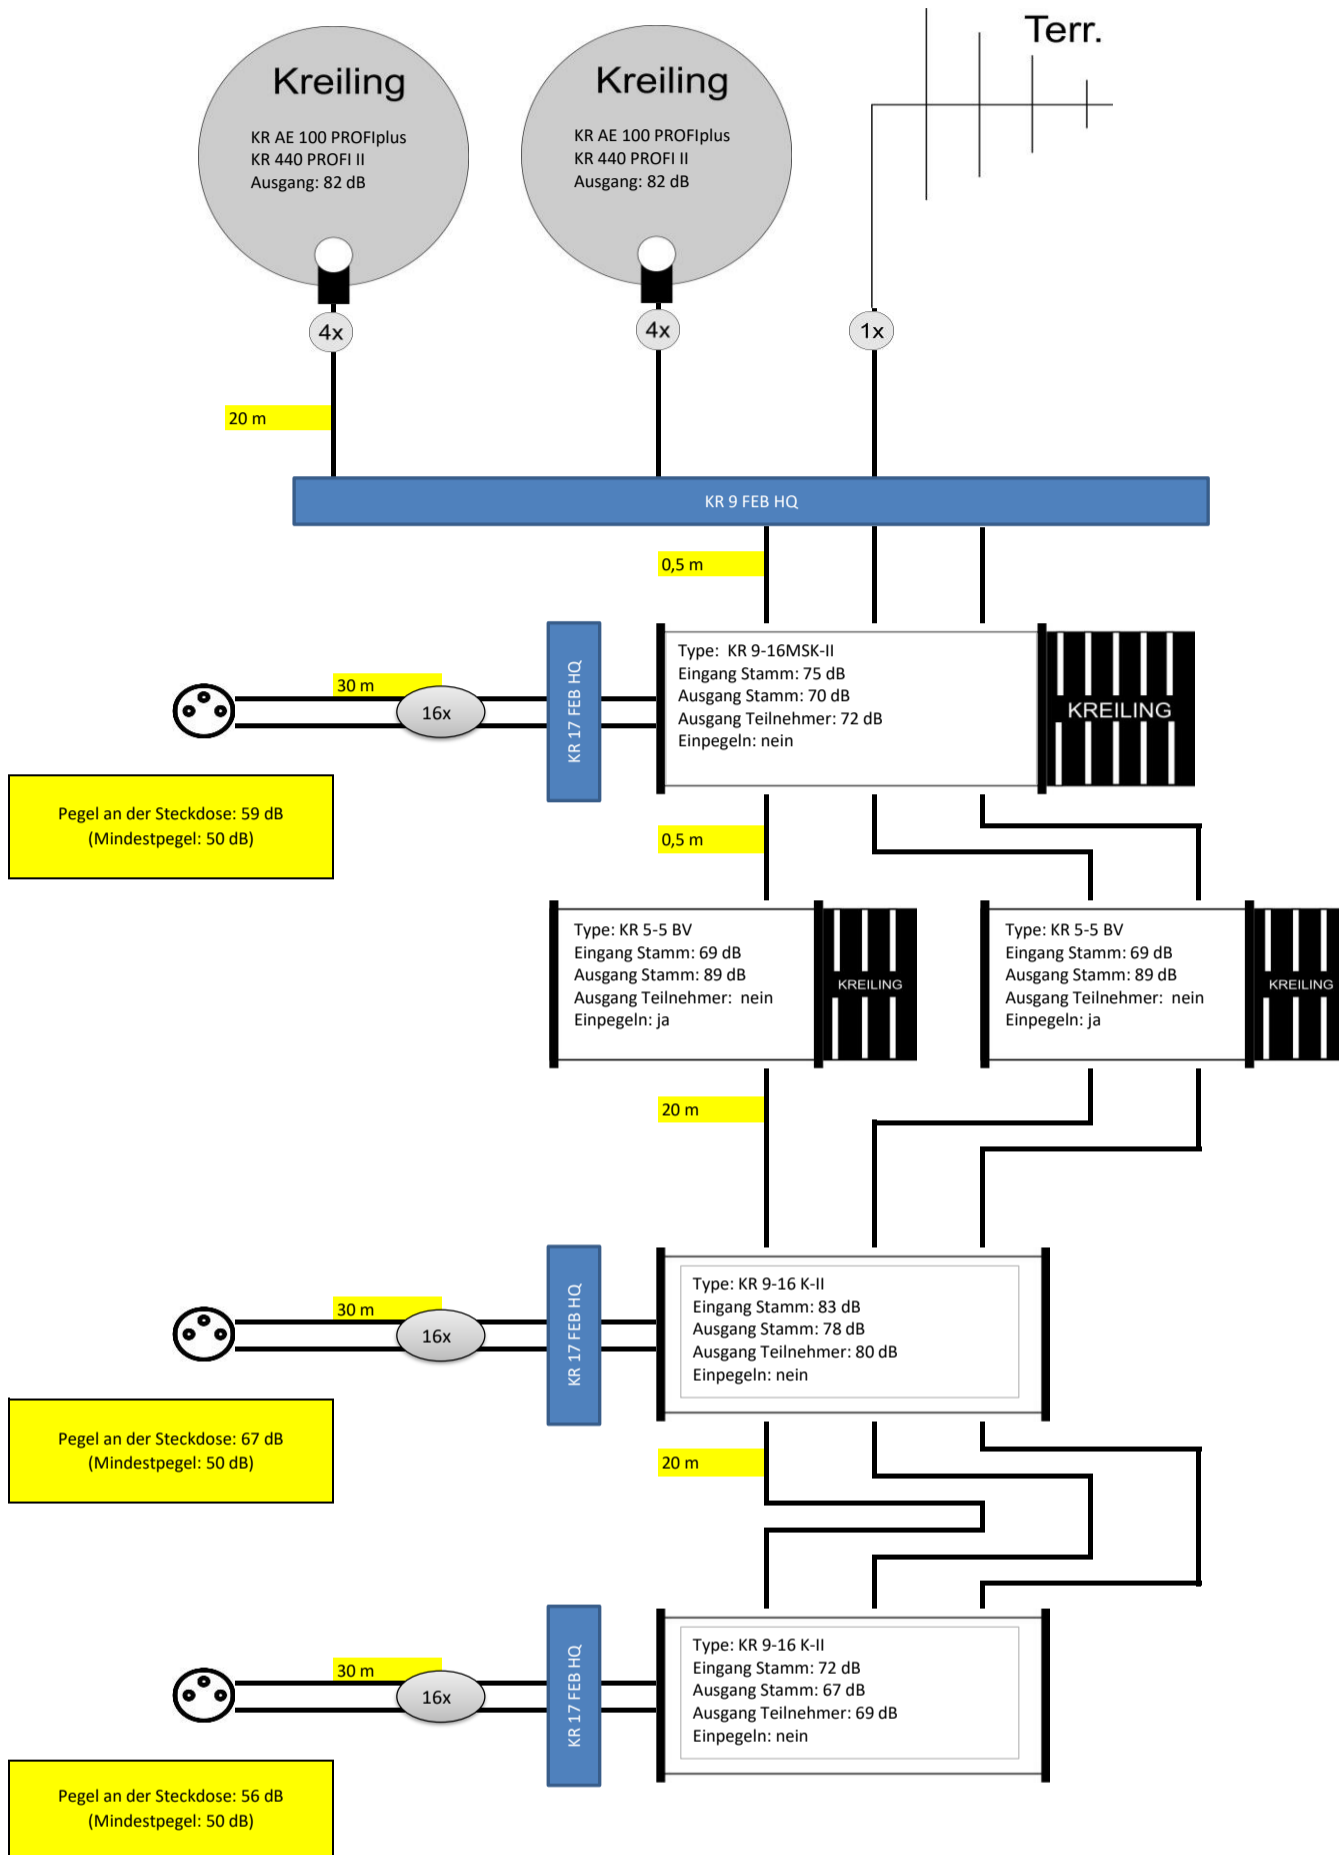 Terr.
Kreiling
KR AE 100 PROFIplus
KR 440 PROFI II
Ausgang: 82 dB
Kreiling
KR AE 100 PROFIplus
KR 440 PROFI II
Ausgang: 82 dB
4x
4x
1x
20 m
KR 9 FEB HQ
0,5 m
Type:  KR 9-16MSK-II
Eingang Stamm: 75 dB
Ausgang Stamm: 70 dB
Ausgang Teilnehmer: 72 dB
Einpegeln: nein
KREILING
KR 17 FEB HQ
30 m
16x
Pegel an der Steckdose: 59 dB
(Mindestpegel: 50 dB)
0,5 m
Type: KR 5-5 BV
Eingang Stamm: 69 dB
Ausgang Stamm: 89 dB
Ausgang Teilnehmer:  nein
Einpegeln: ja
KREILING
Type: KR 5-5 BV
Eingang Stamm: 69 dB
Ausgang Stamm: 89 dB
Ausgang Teilnehmer:  nein
Einpegeln: ja
KREILING
20 m
Type: KR 9-16 K-II
Eingang Stamm: 83 dB
Ausgang Stamm: 78 dB
Ausgang Teilnehmer: 80 dB
Einpegeln: nein
KR 17 FEB HQ
30 m
16x
Pegel an der Steckdose: 67 dB
(Mindestpegel: 50 dB)
20 m
Type: KR 9-16 K-II
Eingang Stamm: 72 dB
Ausgang Stamm: 67 dB
Ausgang Teilnehmer: 69 dB
Einpegeln: nein
KR 17 FEB HQ
30 m
16x
Pegel an der Steckdose: 56 dB
(Mindestpegel: 50 dB)